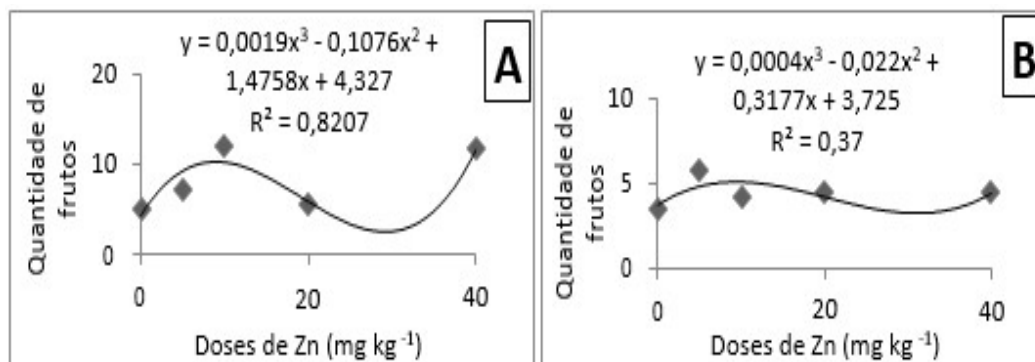 y = 0,0019x³ - 0,1076x² +
1,4758x + 4,327
R² = 0,8207
A
Quantidade de
frutos
20
10
0
0 20 40
Doses de Zn (mg kg ⁻¹)
y = 0,0004x³ - 0,022x² +
0,3177x + 3,725
R² = 0,37
B
Quantidade de
frutos
10
5
0
0 20 40
Doses de Zn (mg kg ⁻¹)